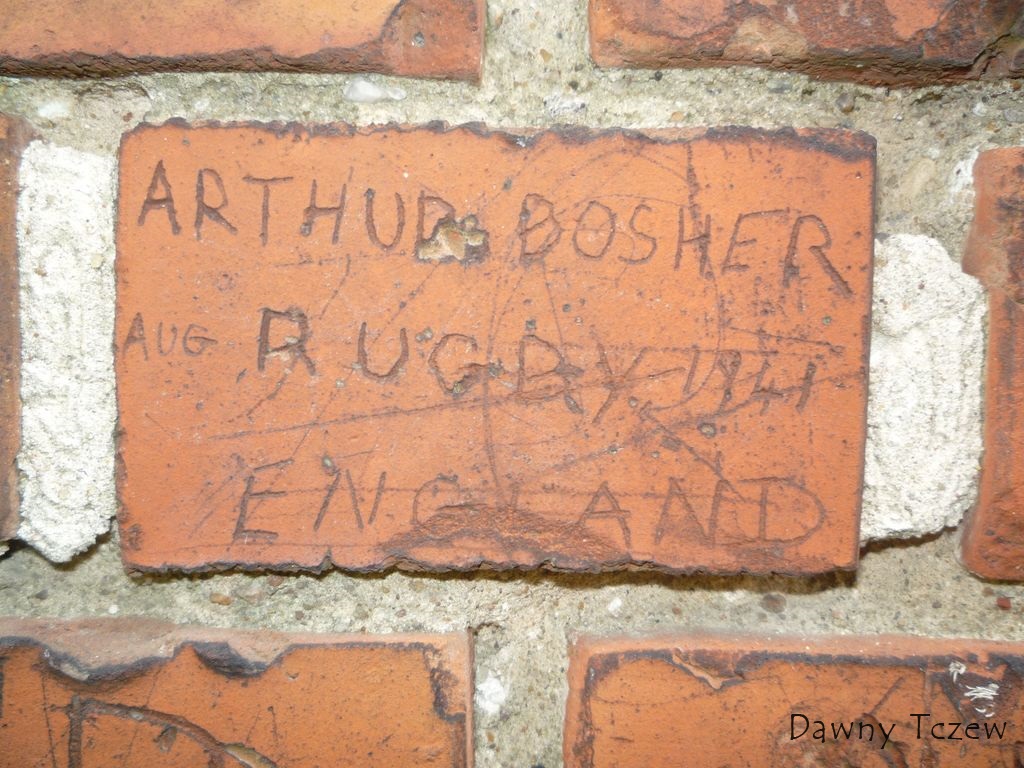 ARTHUR BOSHER
AUG RUGBY 1941
ENGLAND
Dawny Tczew